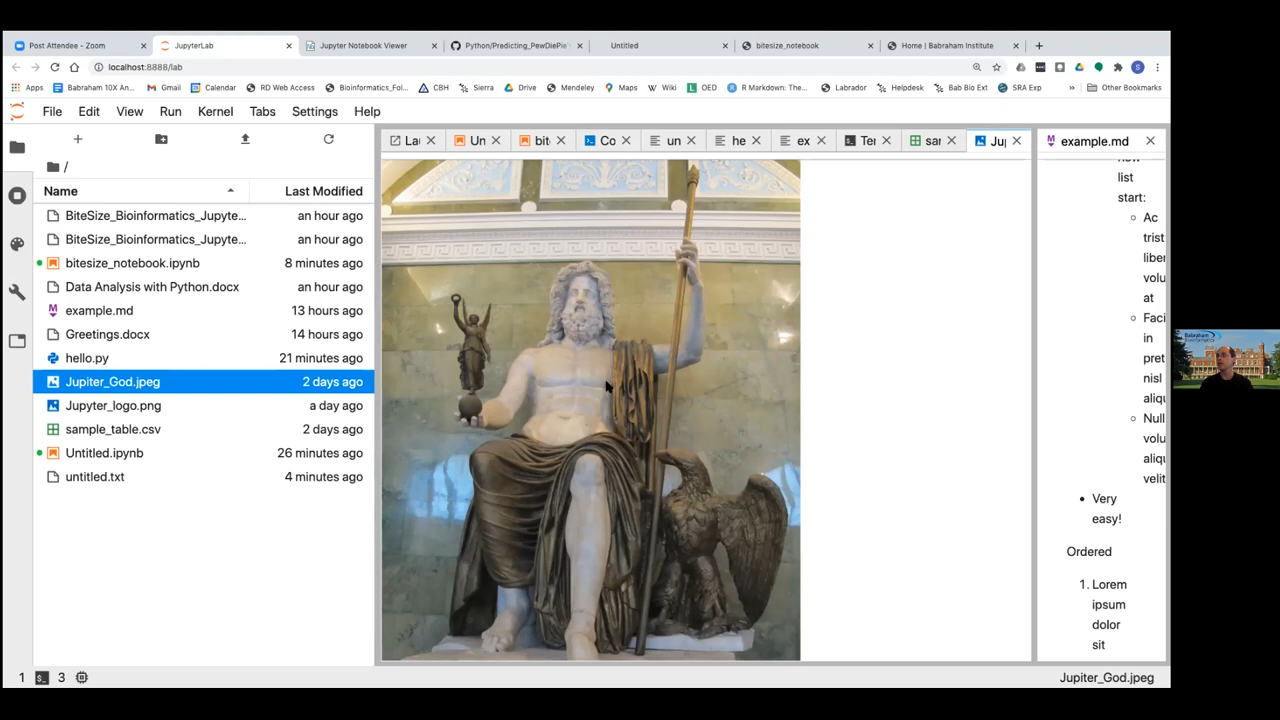 Post Attendee - Zoom
JupyterLab
Jupyter Notebook Viewer
Python/Predicting_PewDiePie'
Untitled
bitesize_notebook
Home | Babraham Institute
localhost:8888/lab
S
Apps
Babraham 10X An...
Gmail
Calendar
RD Web Access
Bioinformatics_Fol...
CBH
Sierra
Drive
Mendeley
Maps
Wiki
OED
R Markdown: The...
Labrador
Helpdesk
Bab Bio Ext
SRA Exp
»
Other Bookmarks
File
Edit
View
Run
Kernel
Tabs
Settings
Help
La
Un
bit
Co
un
he
ex
Ter
sar
Jup
example.md
/
Name
Last Modified
BiteSize_Bioinformatics_Jupyte...
an hour ago
BiteSize_Bioinformatics_Jupyte...
an hour ago
bitesize_notebook.ipynb
8 minutes ago
Data Analysis with Python.docx
an hour ago
example.md
13 hours ago
Greetings.docx
14 hours ago
hello.py
21 minutes ago
Jupiter_God.jpeg
2 days ago
Jupyter_logo.png
a day ago
sample_table.csv
2 days ago
Untitled.ipynb
26 minutes ago
untitled.txt
4 minutes ago
list
start:
Ac
trist
liber
volu
at
Faci
in
pret
nisl
aliqu
Null
volu
aliqu
velit
Very
easy!
Ordered
1. Lorem
ipsum
dolor
sit
1
3
Jupiter_God.jpeg
Babraham
Bioinformatics